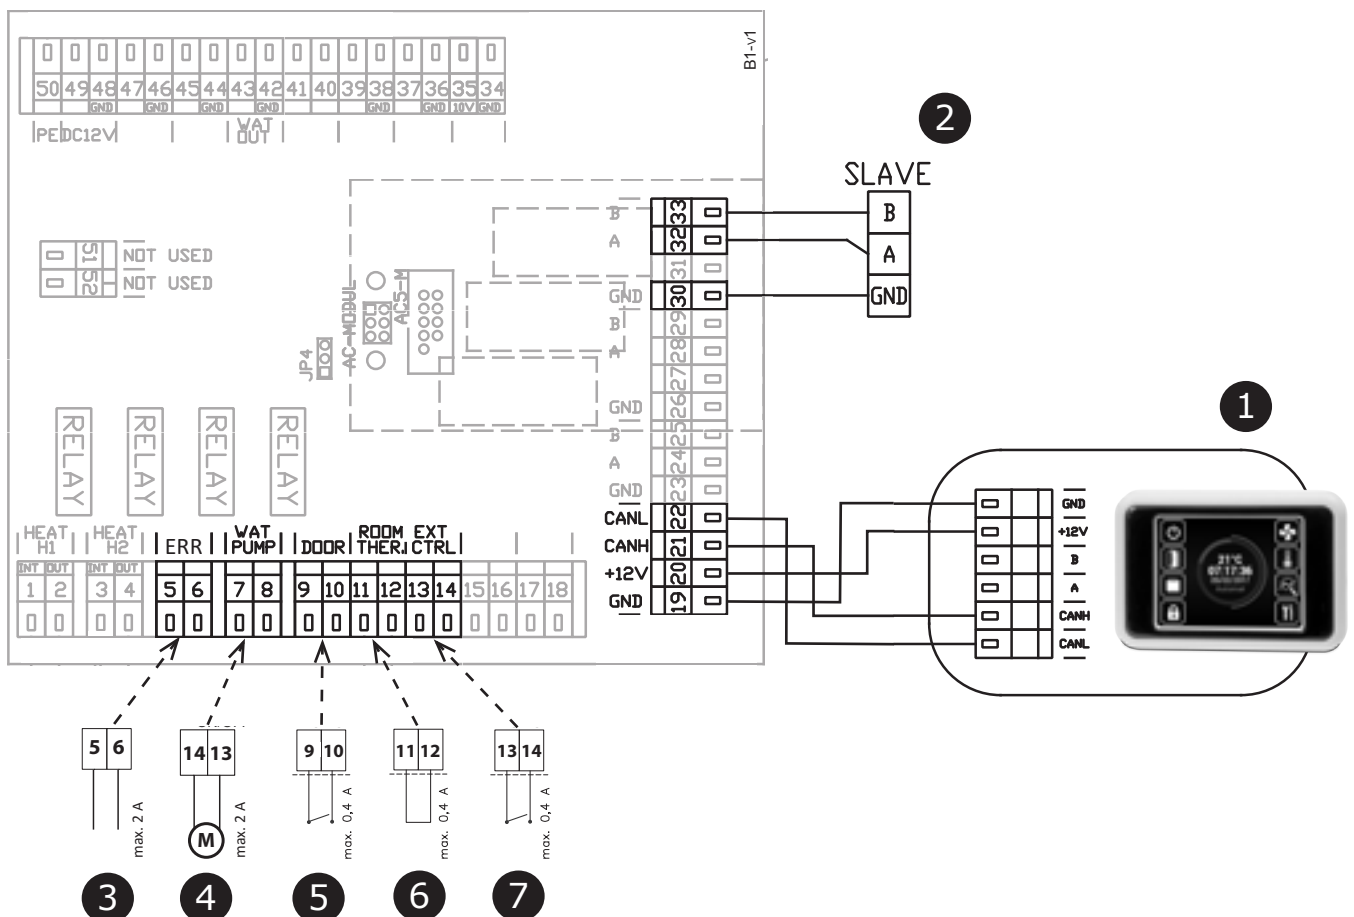 B1-v1
50 49 48 47 46 45 44 43 42 41 40 39 38 37 36 35 34
GND GND GND GND GND GND 10V GND
PE DC12V WAT OUT
2
SLAVE
B
A
GND
B 33
A 32
31
GND 30
B 29
A 28
27
GND 26
B 25
A 24
GND 23
CANL 22
CANH 21
+12V 20
GND 19
51 NOT USED
52 NOT USED
AC-MODUL
AC5-M
JP4
RELAY RELAY RELAY RELAY
HEAT H1
HEAT H2
ERR
WAT PUMP
DOOR
ROOM THER.
EXT CTRL
INT OUT INT OUT
1 2 3 4 5 6 7 8 9 10 11 12 13 14 15 16 17 18
1
GND
+12V
B
A
CANH
CANL
21°C
07:17:36
5 6
max. 2 A
3
14 13
M
max. 2 A
4
9 10
max. 0,4 A
5
11 12
max. 0,4 A
6
13 14
max. 0,4 A
7